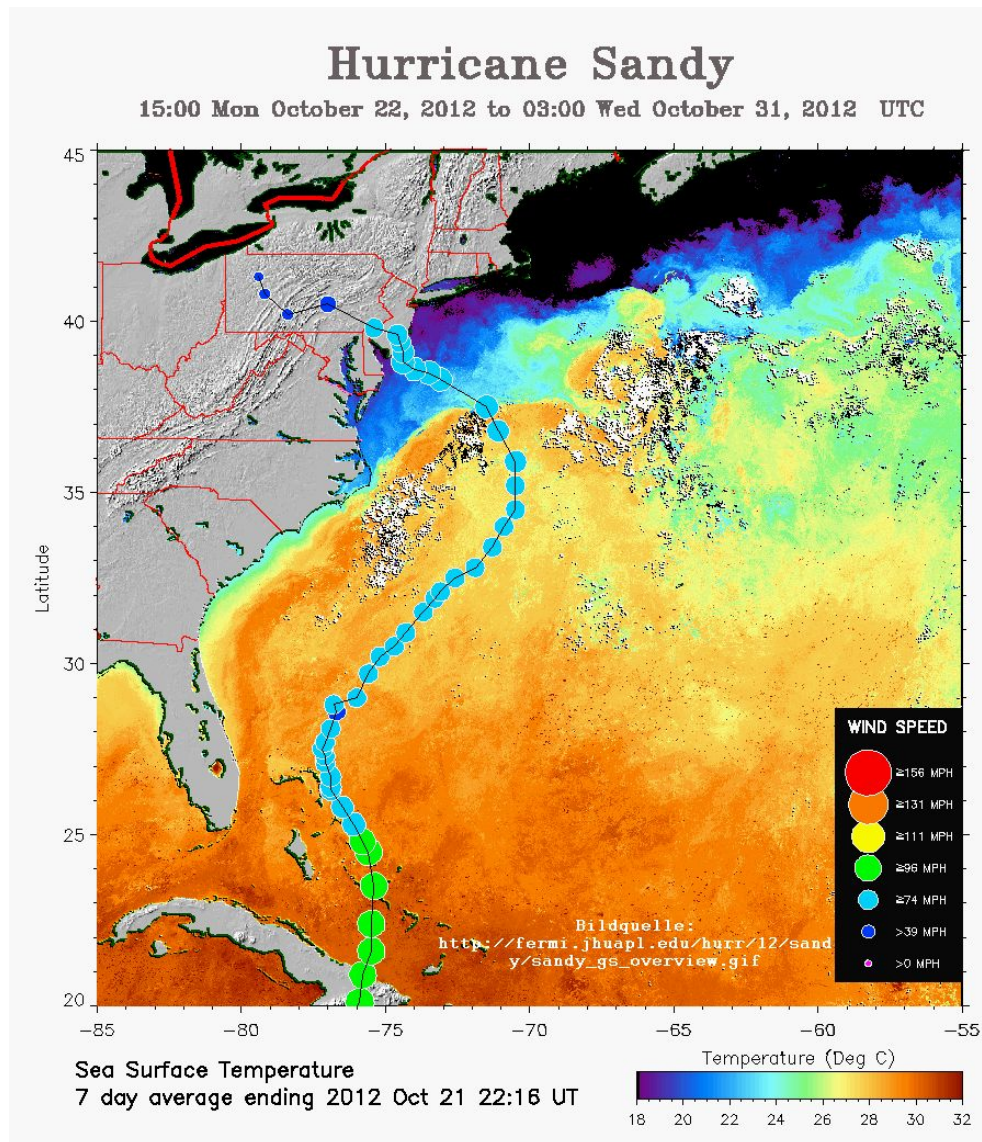 Hurricane Sandy
15:00 Mon October 22, 2012 to 03:00 Wed October 31, 2012 UTC
45
40
35
30
25
20
Latitude
WIND SPEED
≥156 MPH
≥131 MPH
≥111 MPH
≥96 MPH
≥74 MPH
>39 MPH
>0 MPH
Bildquelle:
http://fermi.jhuapl.edu/hurr/12/sand
y/sandy_gs_overview.gif
−85 −80 −75 −70 −65 −60 −55
Sea Surface Temperature
7 day average ending 2012 Oct 21 22:16 UT
Temperature (Deg C)
18 20 22 24 26 28 30 32